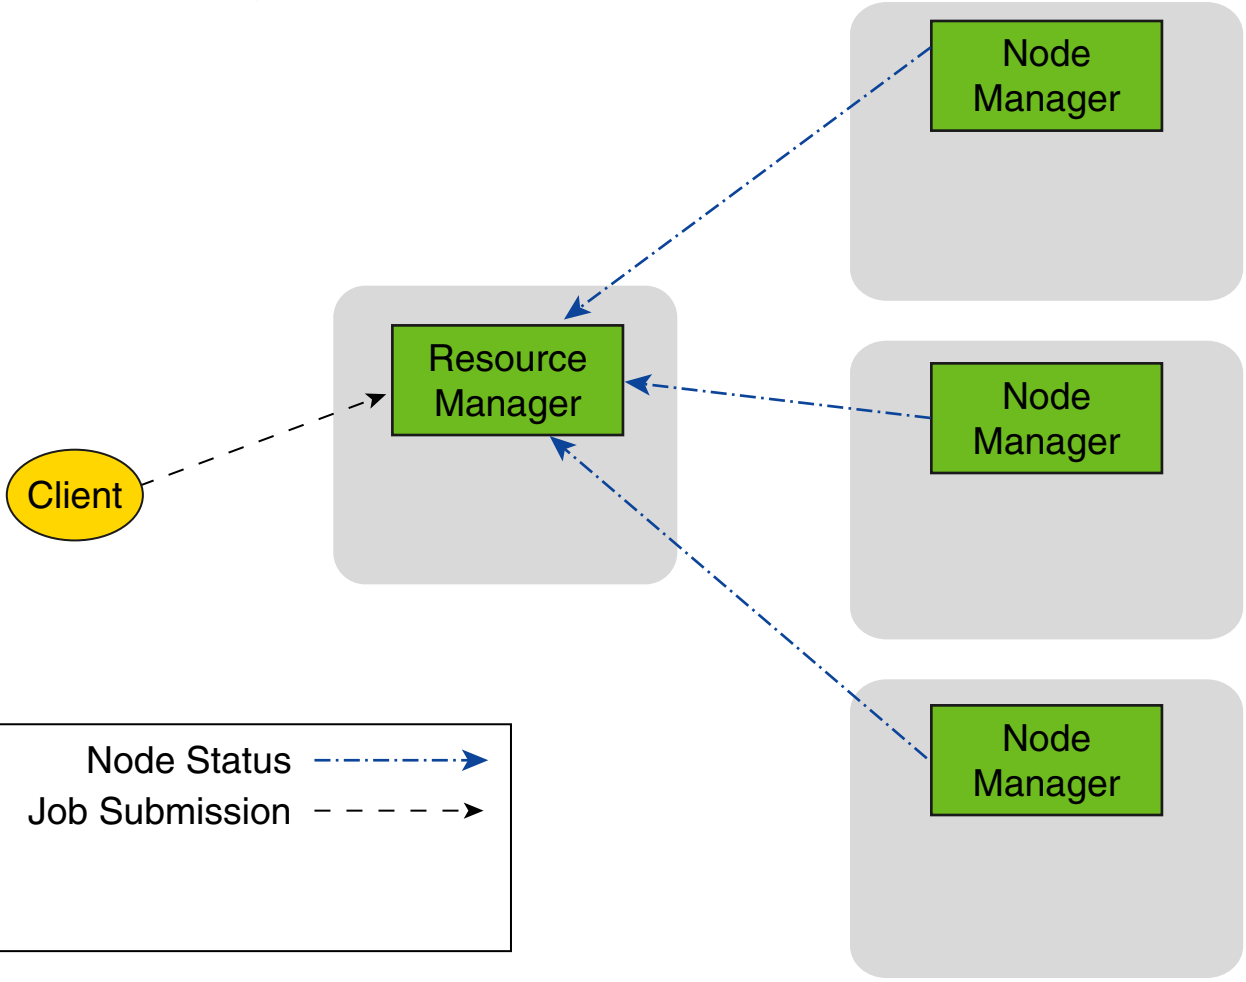 Node
Manager
Resource
Manager
Node
Manager
Client
Node
Manager
Node Status
Job Submission